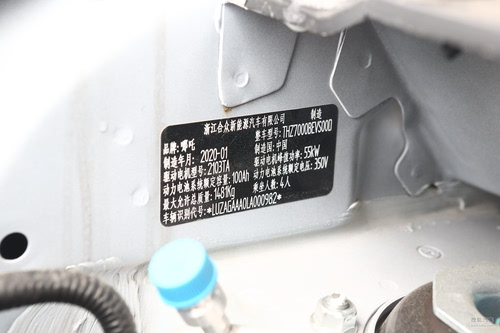 浙江合众新能源汽车有限公司 制造
品牌:哪吒 整车型号:THZ7000BEVS00D
制造年月:2020-01 制造国:中国
驱动电机型号:Z103TA 驱动电机峰值功率:55kW
动力电池系统额定容量:100Ah 动力电池系统额定电压:350V
最大允许总质量:1481Kg 乘坐人数:4人
车辆识别代号:*LUZAGAAA0LA000982*